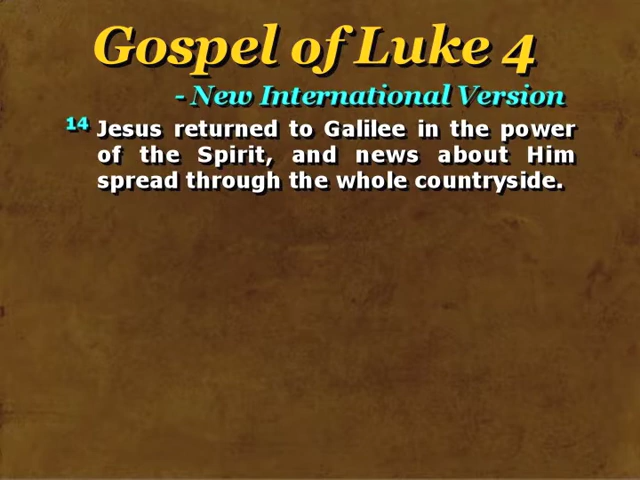 Gospel of Luke 4
- New International Version
14 Jesus returned to Galilee in the power
of the Spirit, and news about Him
spread through the whole countryside.